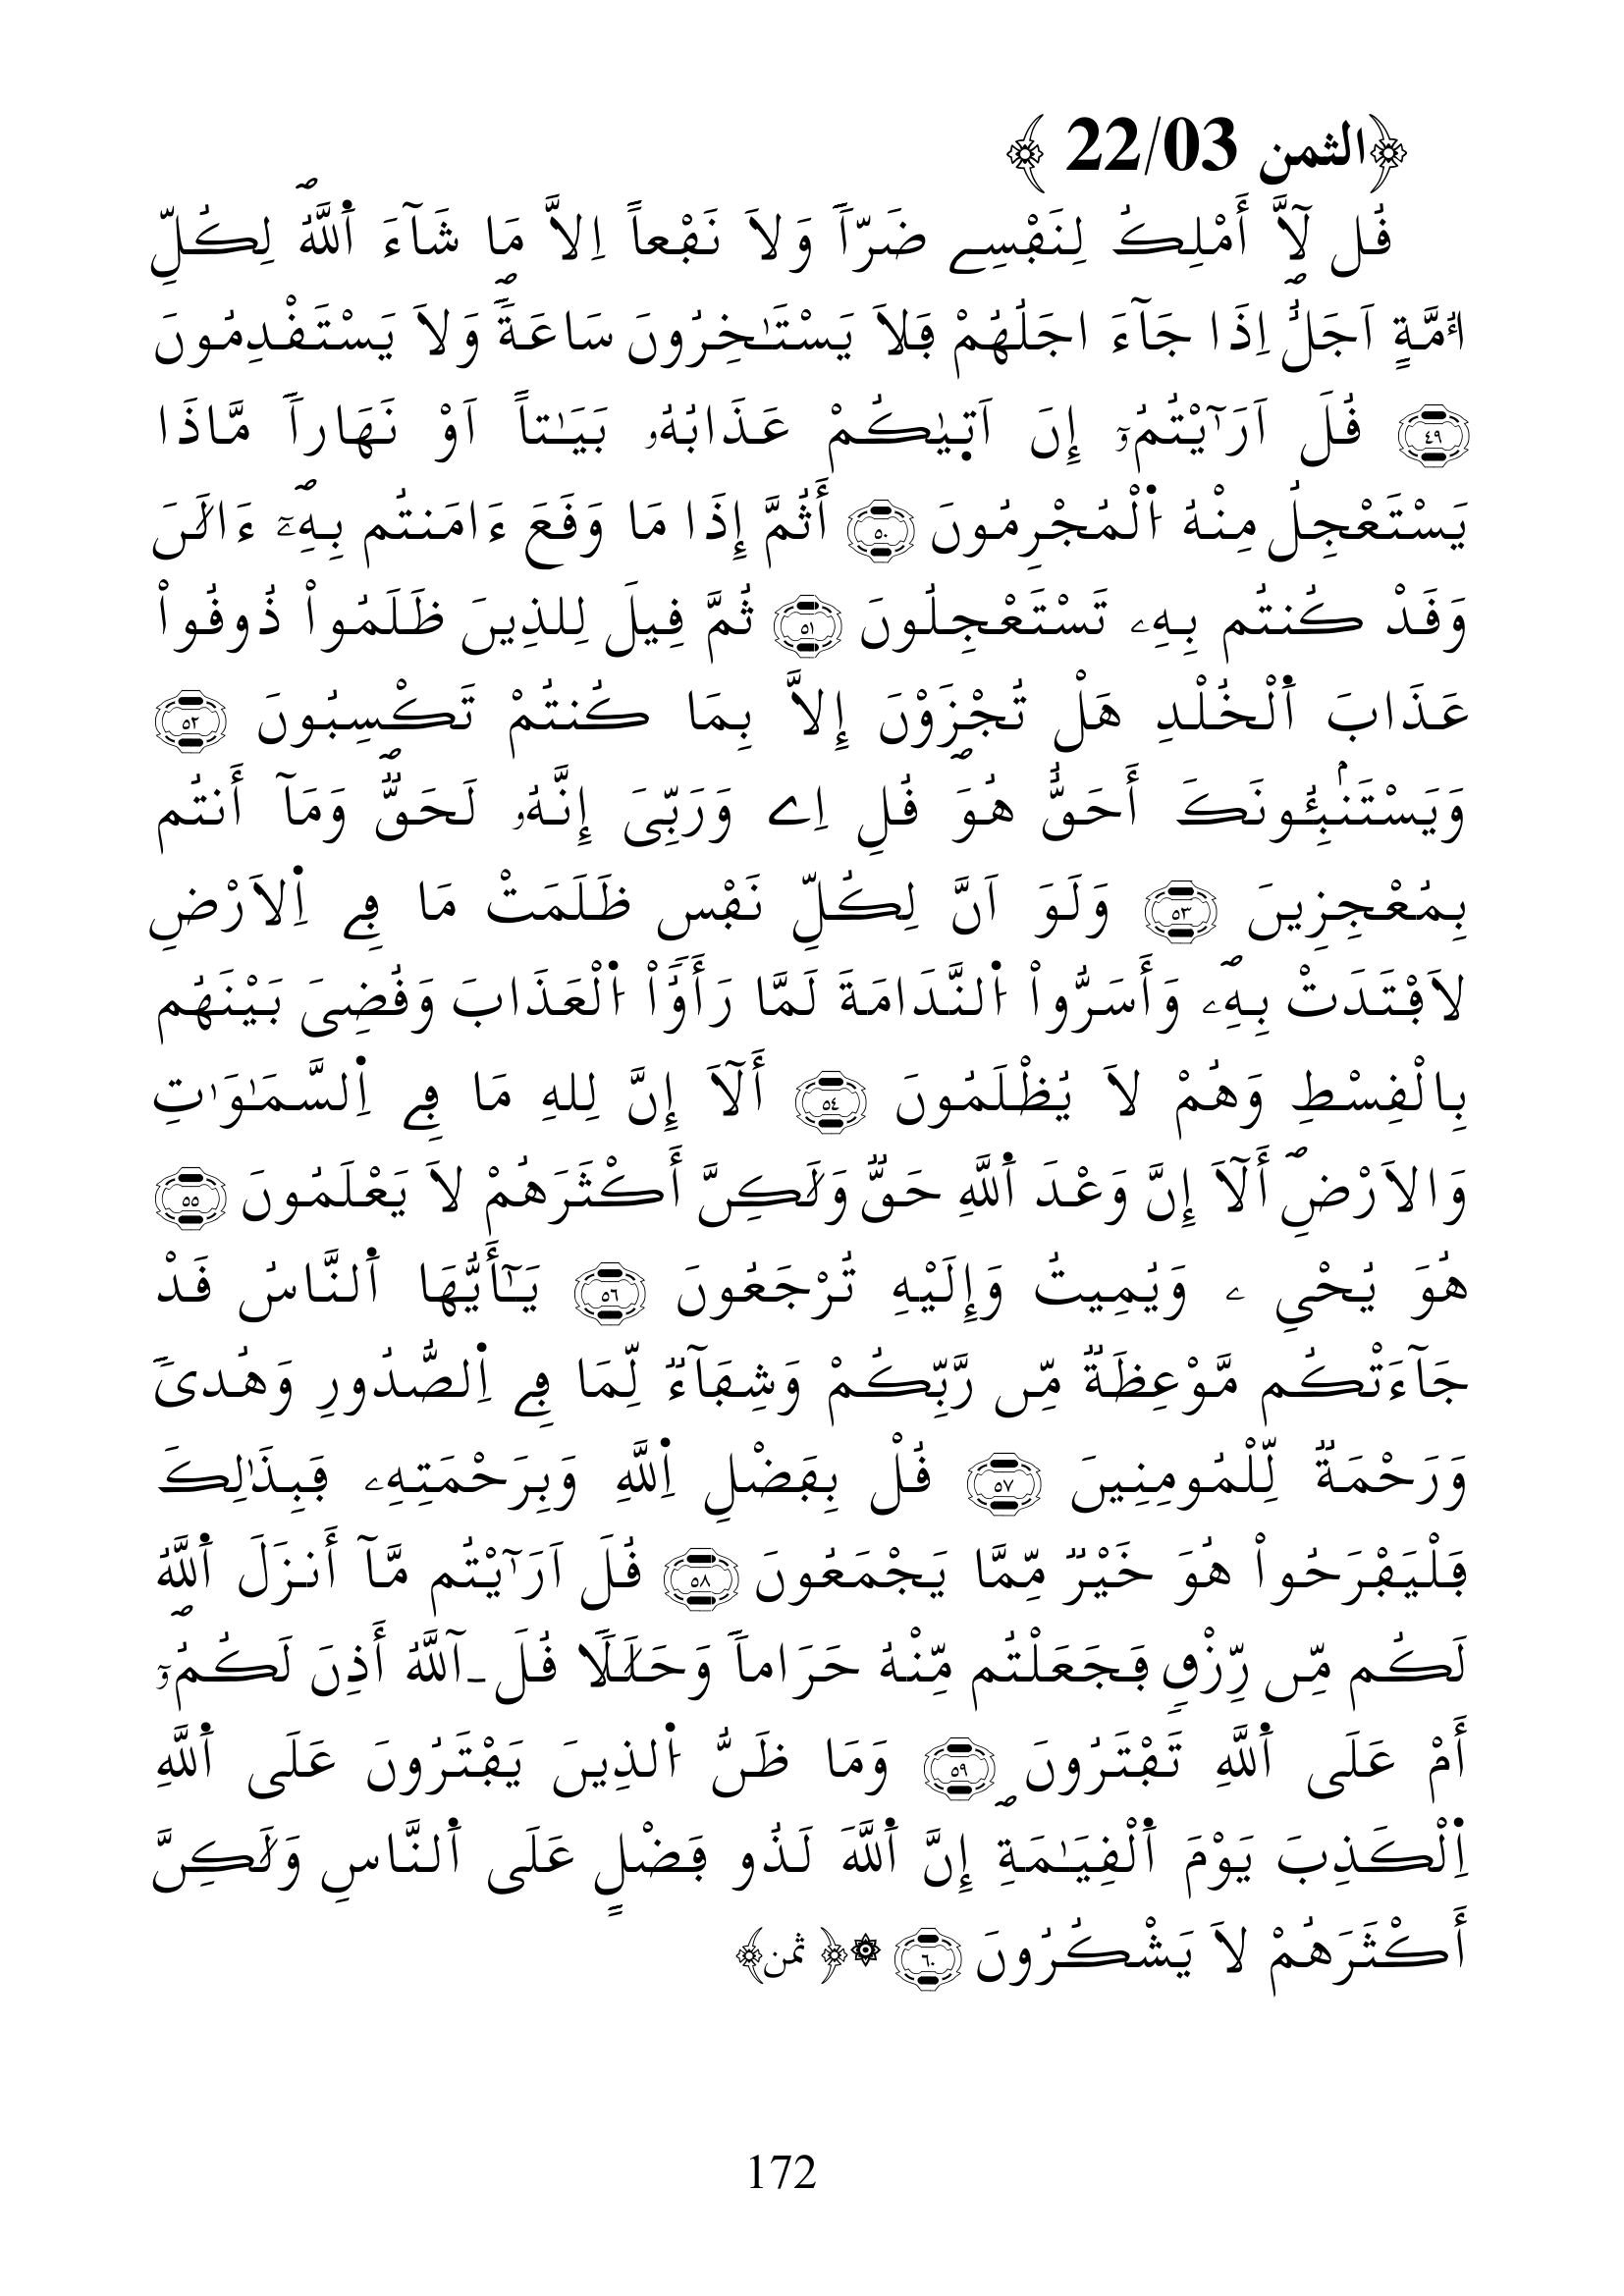 ﴿الثمن 22/03 ﴾
فُل لَّآ أَمْلِكُ لِنَفْسِے ضَرّاٗ وَلاَ نَفْعاً اِلاَّ مَا شَآءَ اَ۬للَّهُۖ لِكُلِّ
اُمَّةٍ اَجَلٌۖ اِذَا جَآءَ اجَلُهُمْ فَلاَ يَسْتَـٰخِرُونَ سَاعَةٗۖ وَلاَ يَسْتَفْدِمُونَ
٤٩ فُلَ اَرَٰٓيْتُمُۥٓ إِنَ اَت۪يٰكُمْ عَذَابُهُۥ بَيَـٰتاً اَوْ نَهَاراٗ مَّاذَا
يَسْتَعْجِلُ مِنْهُ اُ۬لْمُجْرِمُونَ ٥٠ أَثُمَّ إِذَا مَا وَفَعَ ءَامَنتُم بِهِۦٓۖ ءَالَٰنَ
وَفَدْ كُنتُم بِهِۦ تَسْتَعْجِلُونَ ٥١ ثُمَّ فِيلَ لِلذِينَ ظَلَمُواْ ذُوفُواْ
عَذَابَ اَ۬لْخُلْدِ هَلْ تُجْزَوْنَ إِلاَّ بِمَا كُنتُمْ تَكْسِبُونَ ٥٢
وَيَسْتَنۢبِـُٔونَكَ أَحَقٌّ هُوَۖ فُلِ اِے وَرَبِّىَ إِنَّهُۥ لَحَقّٞۖ وَمَآ أَنتُم
بِمُعْجِزِينَ ٥٣ وَلَوَ اَنَّ لِكُلِّ نَفْسٖ ظَلَمَتْ مَا فِے اِ۬لاَرْضِ
لاَفْتَدَتْ بِهِۦۖ وَأَسَرُّواْ اُ۬لنَّدَامَةَ لَمَّا رَأَوُاْ اُ۬لْعَذَابَ وَفُضِىَ بَيْنَهُم
بِالْفِسْطِ وَهُمْ لاَ يُظْلَمُونَ ٥٤ أَلَآ إِنَّ لِلهِ مَا فِے اِ۬لسَّمَٰوَٰتِ
وَالاَرْضِۖ أَلَآ إِنَّ وَعْدَ اَ۬للَّهِ حَقّٞ وَلَٰكِنَّ أَكْثَرَهُمْ لاَ يَعْلَمُونَ ٥٥
هُوَ يُحْيِۦ وَيُمِيتُ وَإِلَيْهِ تُرْجَعُونَ ٥٦ يَـٰٓأَيُّهَا اَ۬لنَّاسُ فَدْ
جَآءَتْكُم مَّوْعِظَةٞ مِّن رَّبِّكُمْ وَشِفَآءٞ لِّمَا فِے اِ۬لصُّدُورِ وَهُدىٗ
وَرَحْمَةٞ لِّلْمُومِنِينَ ٥٧ فُلْ بِفَضْلِ اِ۬للَّهِ وَبِرَحْمَتِهِۦ فَبِذَٰلِكَ
فَلْيَفْرَحُواْ هُوَ خَيْرٞ مِّمَّا يَجْمَعُونَ ٥٨ فُلَ اَرَٰٓيْتُم مَّآ أَنزَلَ اَ۬للَّهُ
لَكُم مِّن رِّزْقٖ فَجَعَلْتُم مِّنْهُ حَرَاماٗ وَحَلَٰلاٗۖ فُلَ ـآللَّهُ أَذِنَ لَكُمُۥٓ
أَمْ عَلَى اَ۬للَّهِ تَفْتَرُونَ ٥٩ وَمَا ظَنُّ اُ۬لذِينَ يَفْتَرُونَ عَلَى اَ۬للَّهِ
اِ۬لْكَذِبَ يَوْمَ اَ۬لْفِيَـٰمَةِۖ إِنَّ اَ۬للَّهَ لَذُو فَضْلٍ عَلَى اَ۬لنَّاسِ وَلَٰكِنَّ
أَكْثَرَهُمْ لاَ يَشْكُرُونَ ٦٠ ۞﴿ ثمن﴾
172